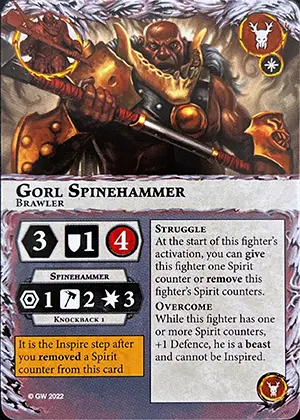 GORL SPINEHAMMER
BRAWLER
3 1 4
SPINEHAMMER
1 2 3
KNOCKBACK 1
It is the Inspire step after
you removed a Spirit
counter from this card
© GW 2022
STRUGGLE
At the start of this fighter's
activation, you can give
this fighter one Spirit
counter or remove this
fighter's Spirit counters.
OVERCOME
While this fighter has one
or more Spirit counters,
+1 Defence, he is a beast
and cannot be Inspired.